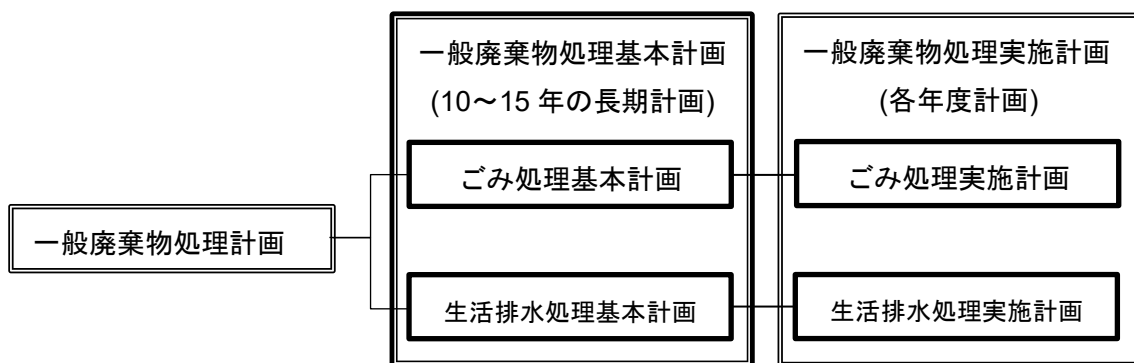 一般廃棄物処理計画
一般廃棄物処理基本計画
(10～15 年の長期計画)
ごみ処理基本計画
生活排水処理基本計画
一般廃棄物処理実施計画
(各年度計画)
ごみ処理実施計画
生活排水処理実施計画